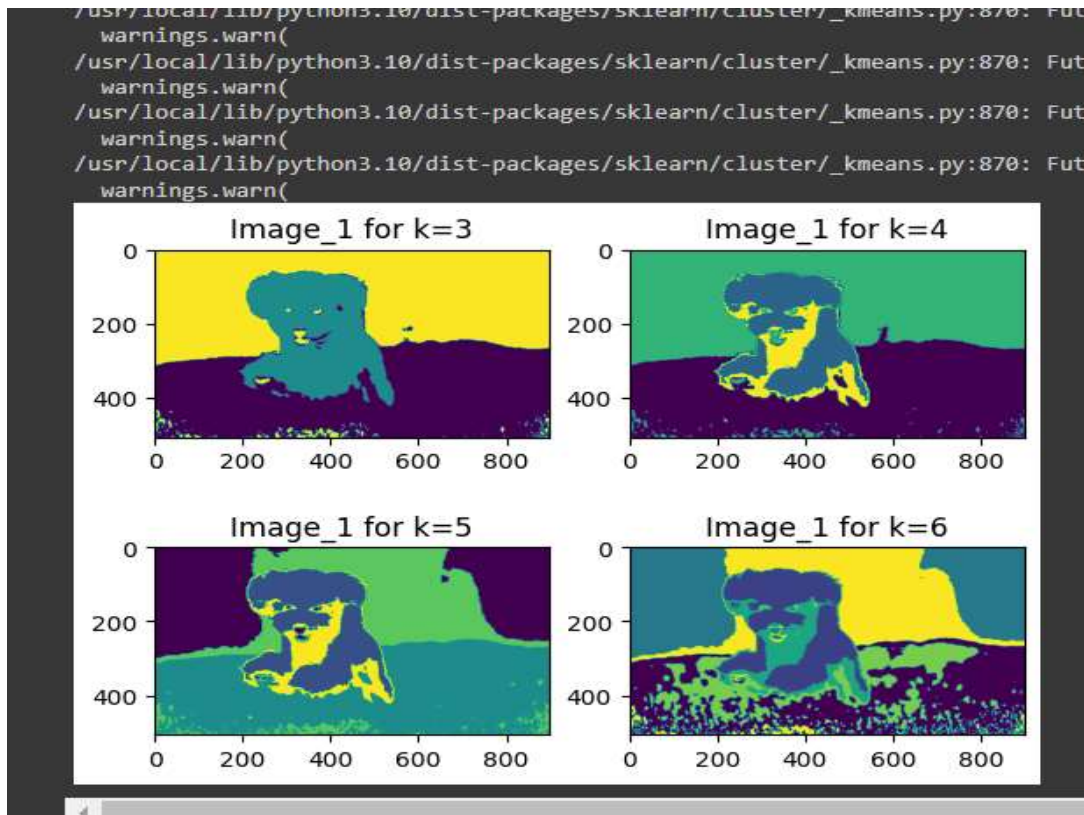 /usr/local/lib/python3.10/dist-packages/sklearn/cluster/_kmeans.py:870: Fut
warnings.warn(
/usr/local/lib/python3.10/dist-packages/sklearn/cluster/_kmeans.py:870: Fut
warnings.warn(
/usr/local/lib/python3.10/dist-packages/sklearn/cluster/_kmeans.py:870: Fut
warnings.warn(
/usr/local/lib/python3.10/dist-packages/sklearn/cluster/_kmeans.py:870: Fut
warnings.warn(
Image_1 for k=3
0
200
400
0 200 400 600 800
Image_1 for k=4
0
200
400
0 200 400 600 800
Image_1 for k=5
0
200
400
0 200 400 600 800
Image_1 for k=6
0
200
400
0 200 400 600 800